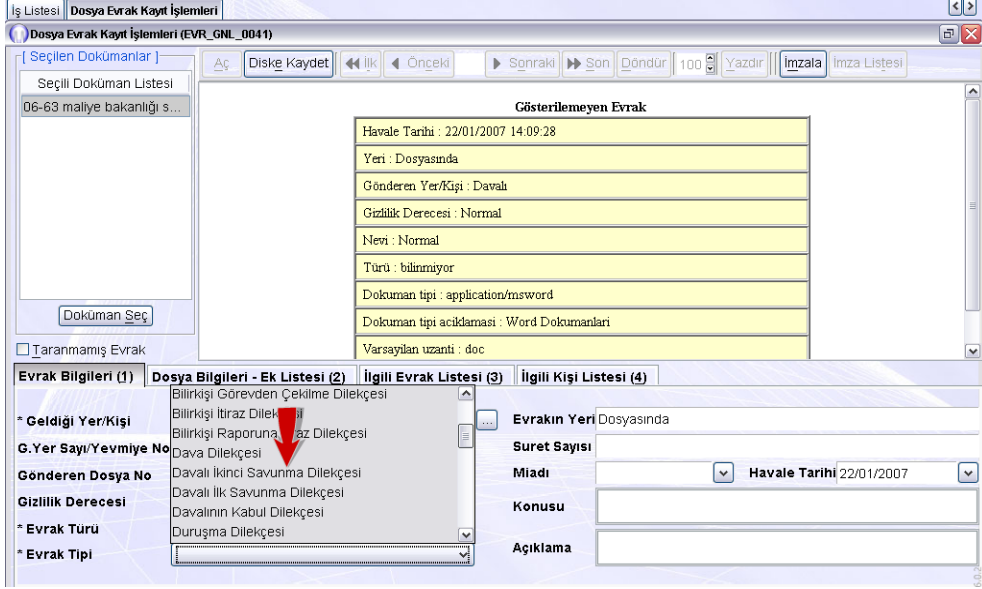 İş Listesi Dosya Evrak Kayıt İşlemleri
Dosya Evrak Kayıt İşlemleri (EVR_GNL_0041)
[ Seçilen Dokümanlar ]
Aç Diske Kaydet İlk Önceki Sonraki Son Döndür 100 Yazdır İmzala İmza Listesi
Seçili Doküman Listesi
06-63 maliye bakanlığı s...
Gösterilemeyen Evrak
Havale Tarihi : 22/01/2007 14:09:28
Yeri : Dosyasında
Gönderen Yer/Kişi : Davalı
Gizlilik Derecesi : Normal
Nevi : Normal
Türü : bilinmiyor
Dokuman tipi : application/msword
Dokuman tipi aciklamasi : Word Dokumanlari
Varsayilan uzanti : doc
Doküman Seç
Taranmamış Evrak
Evrak Bilgileri (1) Dosya Bilgileri - Ek Listesi (2) İlgili Evrak Listesi (3) İlgili Kişi Listesi (4)
Bilirkişi Görevden Çekilme Dilekçesi
Bilirkişi İtiraz Dilekçesi
Bilirkişi Raporuna Dilekçesi
Dava Dilekçesi
Davalı İkinci Savunma Dilekçesi
Davalı İlk Savunma Dilekçesi
Davalının Kabul Dilekçesi
Duruşma Dilekçesi
* Geldiği Yer/Kişi
G.Yer Sayı/Yevmiye No
Gönderen Dosya No
Gizlilik Derecesi
* Evrak Türü
* Evrak Tipi
... Evrakın Yeri Dosyasında
Suret Sayısı
Miadı Havale Tarihi 22/01/2007
Konusu
Açıklama